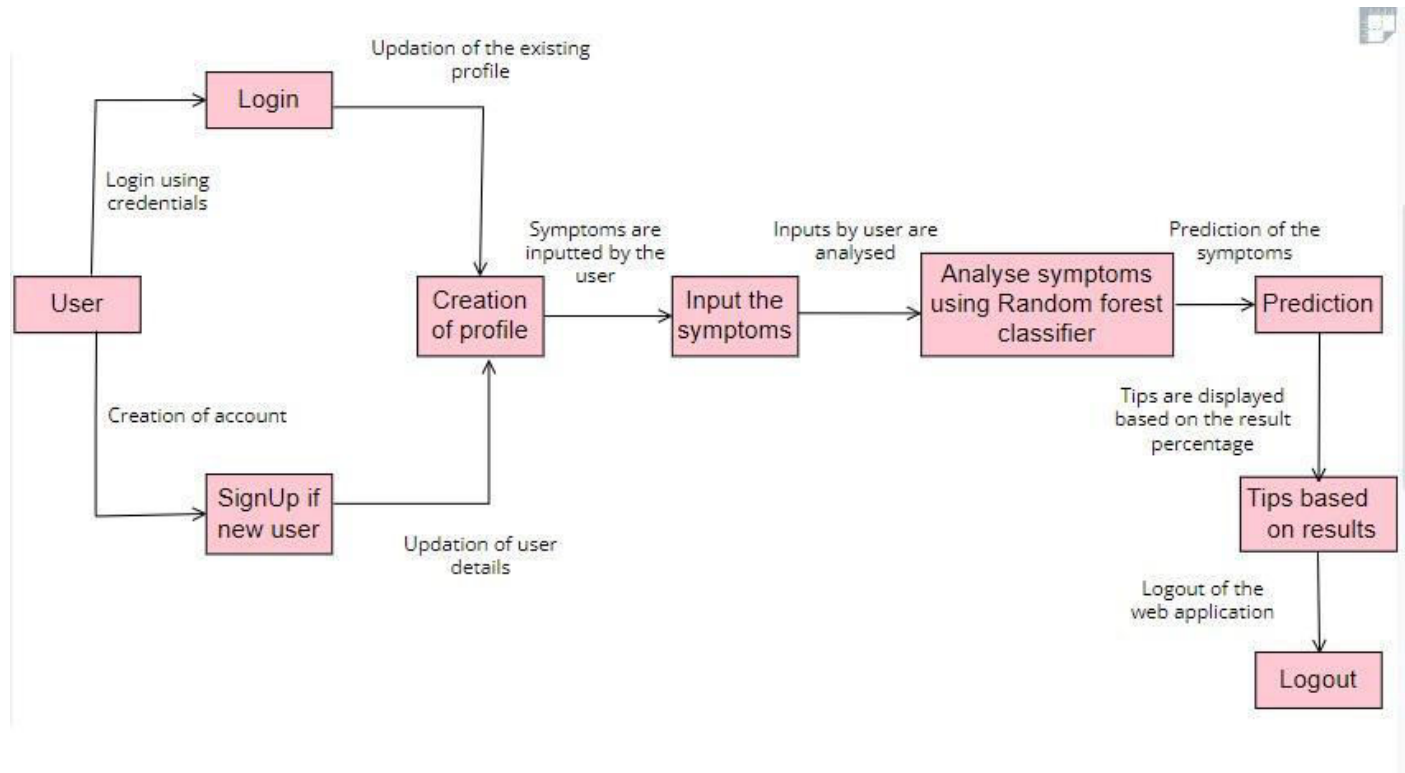 Updation of the existing
profile
Login
Login using
credentials
User
Creation of account
SignUp if
new user
Updation of user
details
Creation
of profile
Symptoms are
inputted by the
user
Input the
symptoms
Inputs by user are
analysed
Analyse symptoms
using Random forest
classifier
Prediction of the
symptoms
Prediction
Tips are displayed
based on the result
percentage
Tips based
on results
Logout of the
web application
Logout